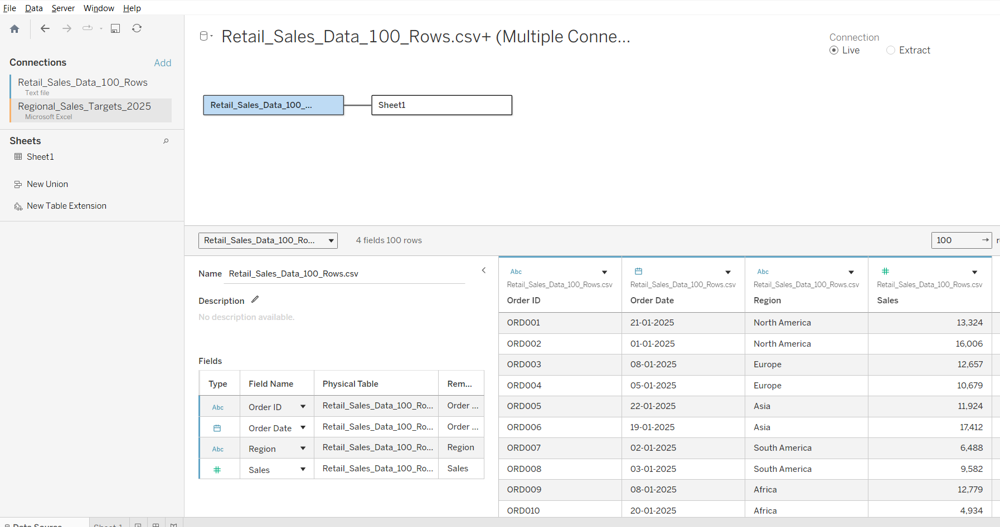 File Data Server Window Help
Retail_Sales_Data_100_Rows.csv+ (Multiple Conne...
Connection
Live Extract
Connections Add
Retail_Sales_Data_100_Rows
Text file
Regional_Sales_Targets_2025
Microsoft Excel
Sheets
Sheet1
New Union
New Table Extension
Retail_Sales_Data_100_... Sheet1
Retail_Sales_Data_100_Ro... 4 fields 100 rows 100
Name Retail_Sales_Data_100_Rows.csv
Description
No description available.
Fields
Type Field Name Physical Table Rem...
Abc Order ID Retail_Sales_Data_100_Ro... Order ...
Order Date Retail_Sales_Data_100_Ro... Order ...
Abc Region Retail_Sales_Data_100_Ro... Region
# Sales Retail_Sales_Data_100_Ro... Sales
Abc Abc #
Retail_Sales_Data_100_Rows.csv Retail_Sales_Data_100_Rows.csv Retail_Sales_Data_100_Rows.csv Retail_Sales_Data_100_Rows.csv
Order ID Order Date Region Sales
ORD001 21-01-2025 North America 13,324
ORD002 01-01-2025 North America 16,006
ORD003 08-01-2025 Europe 12,657
ORD004 05-01-2025 Europe 10,679
ORD005 22-01-2025 Asia 11,924
ORD006 19-01-2025 Asia 17,412
ORD007 02-01-2025 South America 6,488
ORD008 03-01-2025 South America 9,582
ORD009 08-01-2025 Africa 12,779
ORD010 20-01-2025 Africa 4,934
Data Source Sheet 1